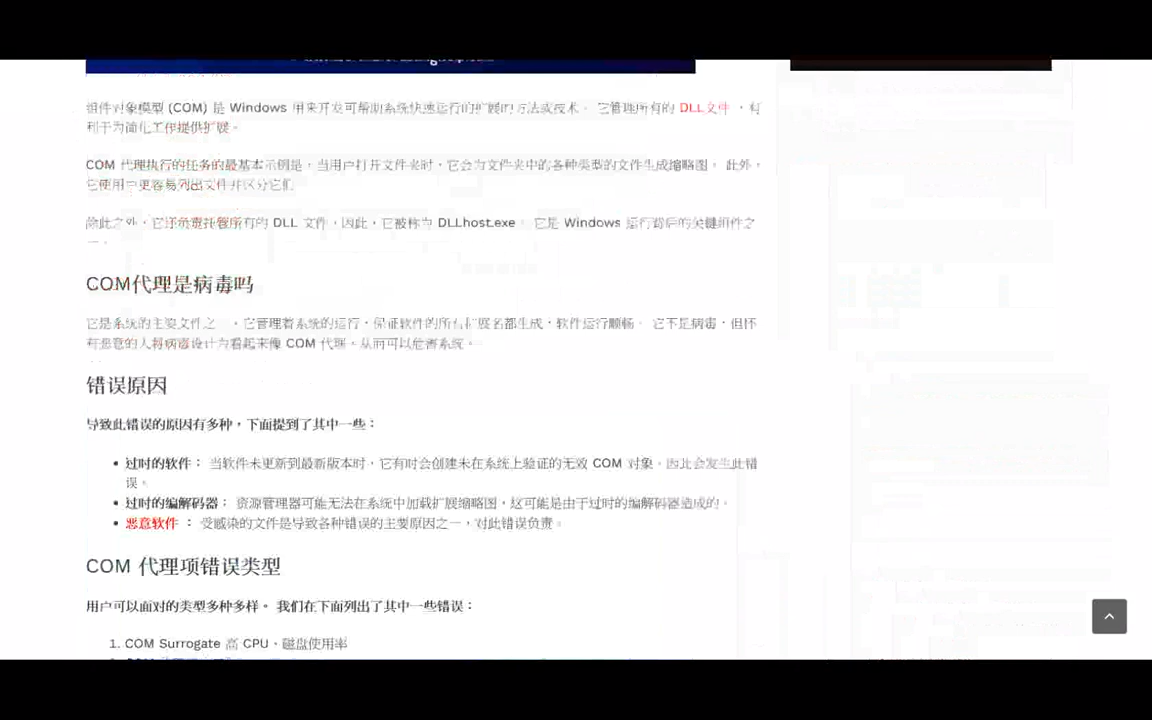 组件对象模型 (COM) 是 Windows 用来开发可帮助系统快速运行的扩展的方法或技术。 它管理所有的 DLL文件 ，有
利于为简化工作提供扩展。
COM 代理执行的任务的最基本示例是，当用户打开文件夹时，它会为文件夹中的各种类型的文件生成缩略图。 此外，
它使用户更容易列出文件并区分它们
除此之外，它还负责托管所有的 DLL 文件，因此，它被称为 DLLhost.exe。 它是 Windows 运行背后的关键组件之
一。
COM代理是病毒吗
它是系统的主要文件之一，它管理着系统的运行，保证软件的所有扩展名都生成，软件运行顺畅。 它不是病毒，但怀
有恶意的人将病毒设计为看起来像 COM 代理，从而可以危害系统。
错误原因
导致此错误的原因有多种，下面提到了其中一些：
• 过时的软件： 当软件未更新到最新版本时，它有时会创建未在系统上验证的无效 COM 对象，因此会发生此错
误。
• 过时的编解码器： 资源管理器可能无法在系统中加载扩展缩略图，这可能是由于过时的编解码器造成的。
• 恶意软件 ： 受感染的文件是导致各种错误的主要原因之一，对此错误负责。
COM 代理项错误类型
用户可以面对的类型多种多样。 我们在下面列出了其中一些错误：
1. COM Surrogate 高 CPU、磁盘使用率